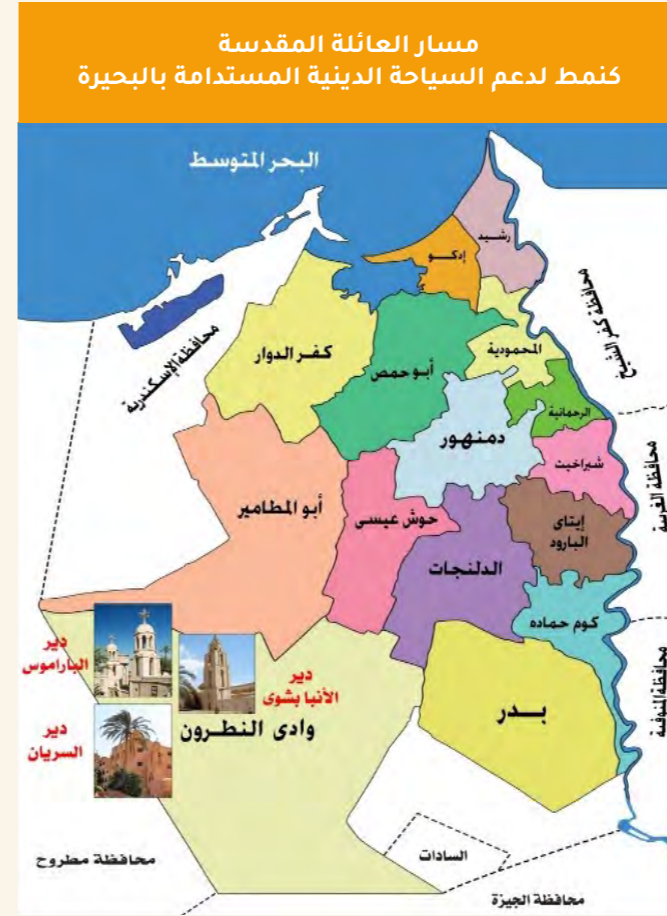 مسار العائلة المقدسة
كنمط لدعم السياحة الدينية المستدامة بالبحيرة
البحر المتوسط
رشيد
إدكو
محافظة كفر الشيخ
محافظة الإسكندرية
كفر الدوار
أبو حمص
المحمودية
الرحمانية
دمنهور
شبراخيت
محافظة الغربية
أبو المطامير
حوش عيسى
إيتاى
البارود
الدلنجات
كوم حماده
دير
الباراموس
دير
الأنبا بشوى
محافظة المنوفية
بدر
وادى النطرون
دير
السريان
السادات
محافظة مطروح
محافظة الجيزة